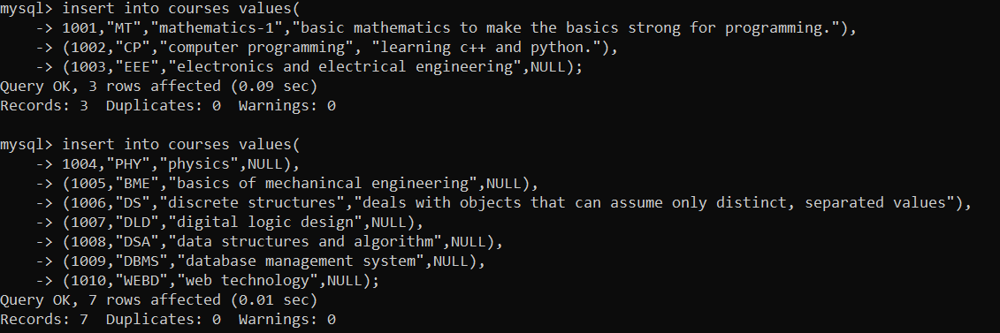 mysql> insert into courses values(
-> 1001,"MT","mathematics-1","basic mathematics to make the basics strong for programming."),
-> (1002,"CP","computer programming", "learning c++ and python."),
-> (1003,"EEE","electronics and electrical engineering",NULL);
Query OK, 3 rows affected (0.09 sec)
Records: 3  Duplicates: 0  Warnings: 0

mysql> insert into courses values(
-> 1004,"PHY","physics",NULL),
-> (1005,"BME","basics of mechanincal engineering",NULL),
-> (1006,"DS","discrete structures","deals with objects that can assume only distinct, separated values"),
-> (1007,"DLD","digital logic design",NULL),
-> (1008,"DSA","data structures and algorithm",NULL),
-> (1009,"DBMS","database management system",NULL),
-> (1010,"WEBD","web technology",NULL);
Query OK, 7 rows affected (0.01 sec)
Records: 7  Duplicates: 0  Warnings: 0